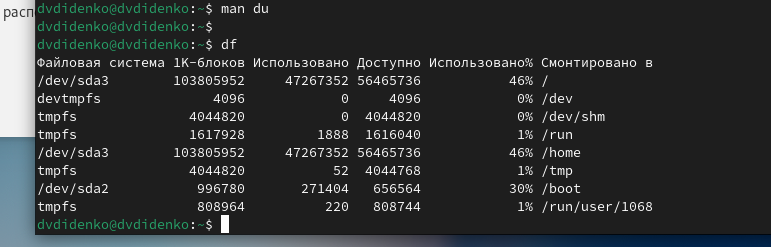 расп
dvdidenko@dvdidenko:~$ man du
dvdidenko@dvdidenko:~$
dvdidenko@dvdidenko:~$ df
Файловая система 1K-блоков Использовано Доступно Использовано% Смонтировано в
/dev/sda3 103805952 47267352 56465736 46% /
devtmpfs 4096 0 4096 0% /dev
tmpfs 4044820 0 4044820 0% /dev/shm
tmpfs 1617928 1888 1616040 1% /run
/dev/sda3 103805952 47267352 56465736 46% /home
tmpfs 4044820 52 4044768 1% /tmp
/dev/sda2 996780 271404 656564 30% /boot
tmpfs 808964 220 808744 1% /run/user/1068
dvdidenko@dvdidenko:~$